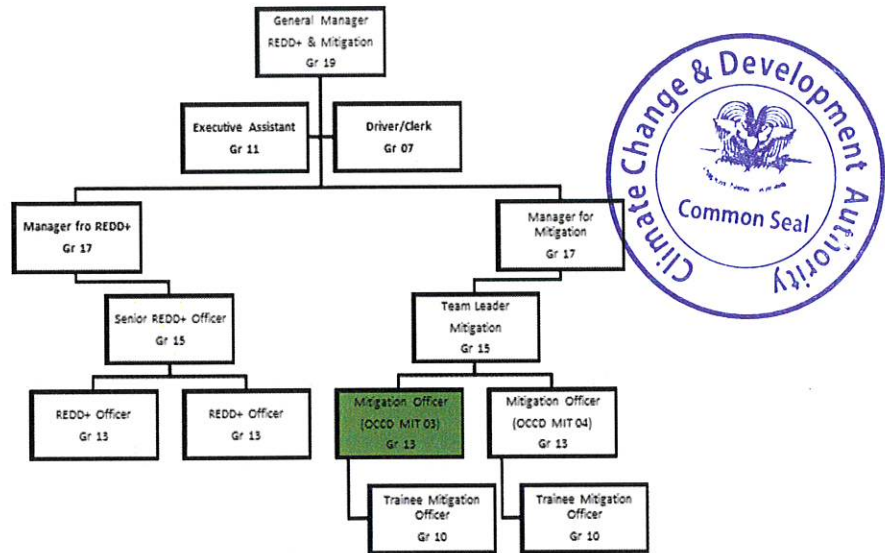 General Manager
REDD+ & Mitigation
Gr 19
Executive Assistant
Gr 11
Driver/Clerk
Gr 07
Manager fro REDD+
Gr 17
Manager for
Mitigation
Gr 17
Senior REDD+ Officer
Gr 15
Team Leader
Mitigation
Gr 15
REDD+ Officer
Gr 13
REDD+ Officer
Gr 13
Mitigation Officer
(OCCD MIT 03)
Gr 13
Mitigation Officer
(OCCD MIT 04)
Gr 13
Trainee Mitigation
Officer
Gr 10
Trainee Mitigation
Officer
Gr 10
Climate Change & Development Authority
Common Seal